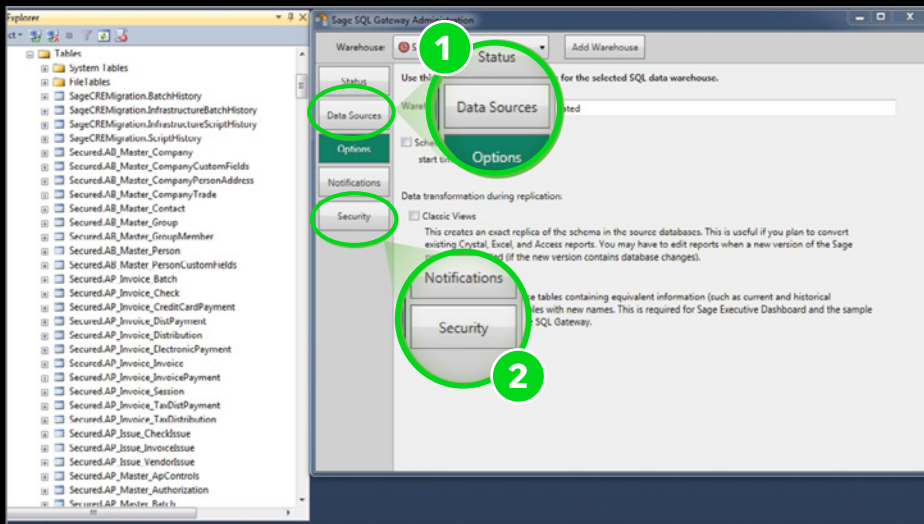 Explorer
Tables
System Tables
FileTables
SageCREMigration.BatchHistory
SageCREMigration.InfrastructureBatchHistory
SageCREMigration.InfrastructureScriptHistory
SageCREMigration.ScriptHistory
Secured.AB_Master_Company
Secured.AB_Master_CompanyCustomFields
Secured.AB_Master_CompanyPersonAddress
Secured.AB_Master_CompanyTrade
Secured.AB_Master_Contact
Secured.AB_Master_Group
Secured.AB_Master_GroupMember
Secured.AB_Master_Person
Secured.AB_Master_PersonCustomFields
Secured.AP_Invoice_Batch
Secured.AP_Invoice_Check
Secured.AP_Invoice_CreditCardPayment
Secured.AP_Invoice_DistPayment
Secured.AP_Invoice_Distribution
Secured.AP_Invoice_ElectronicPayment
Secured.AP_Invoice_Invoice
Secured.AP_Invoice_InvoicePayment
Secured.AP_Invoice_Session
Secured.AP_Invoice_TaxDistPayment
Secured.AP_Invoice_TaxDistribution
Secured.AP_Issue_CheckIssue
Secured.AP_Issue_InvoiceIssue
Secured.AP_Issue_VendorIssue
Secured.AP_Master_ApControls
Secured.AP_Master_Authorization
Secured.AP_Master_Batch
Sage SQL Gateway Administration
Warehouse:
Add Warehouse
Status
Data Sources
Options
Notifications
Security
1
Status
Data Sources
Options
Use this
for the selected SQL data warehouse.
start
Data transformation during replication:
Classic Views
This creates an exact replica of the schema in the source databases. This is useful if you plan to convert
existing Crystal, Excel, and Access reports. You may have to edit reports when a new version of the Sage
(if the new version contains database changes).
tables containing equivalent information (such as current and historical
with new names. This is required for Sage Executive Dashboard and the sample
SQL Gateway.
Notifications
Security
2